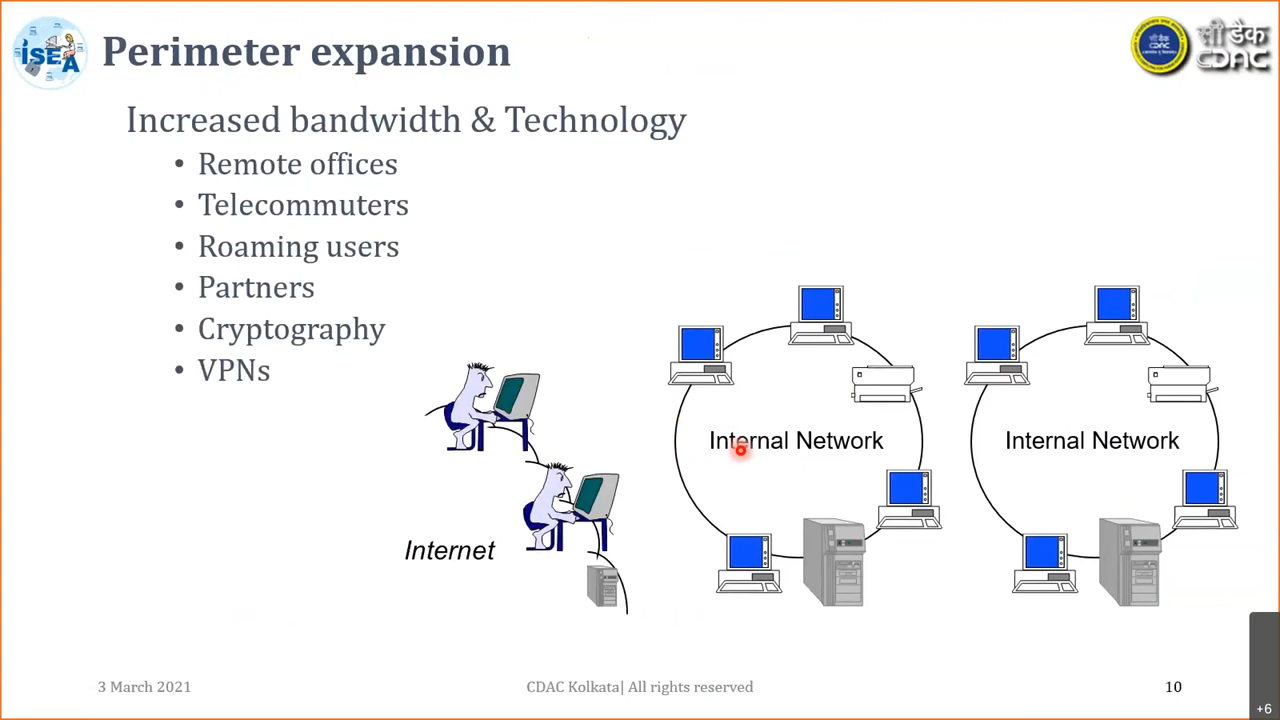 ISEA
Perimeter expansion
सी डैक
CDAC
Increased bandwidth & Technology
• Remote offices
• Telecommuters
• Roaming users
• Partners
• Cryptography
• VPNs
Internal Network
Internal Network
Internet
3 March 2021
CDAC Kolkata| All rights reserved
10
+6